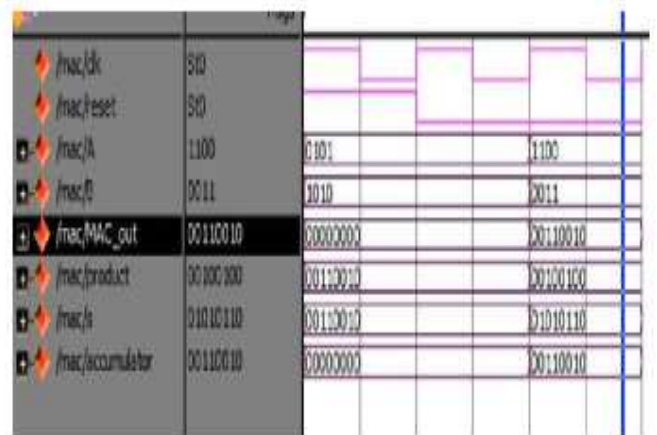 Msgs
/mac/clk St0
/mac/reset St0
/mac/A 1100 0101 1100
/mac/B 0011 1010 0011
/mac/MAC_out 00110010 00000000 00110010
/mac/product 00100100 00110010 00100100
/mac/s 01010110 00110010 01010110
/mac/accumulator 00110010 00000000 00110010